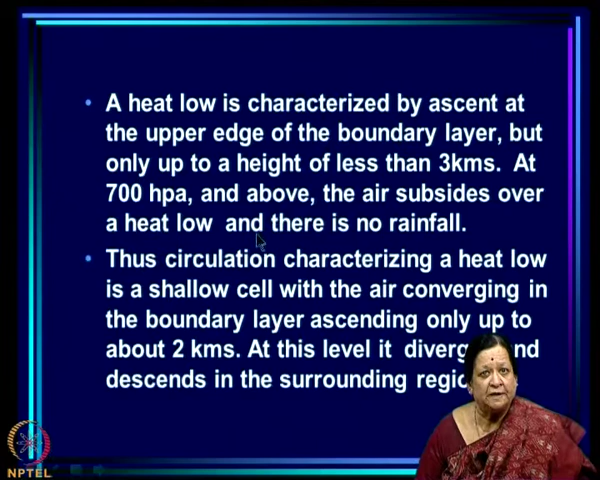 • A heat low is characterized by ascent at
the upper edge of the boundary layer, but
only up to a height of less than 3kms. At
700 hpa, and above, the air subsides over
a heat low and there is no rainfall.
• Thus circulation characterizing a heat low
is a shallow cell with the air converging in
the boundary layer ascending only up to
about 2 kms. At this level it
descends in the surrounding
NPTEL